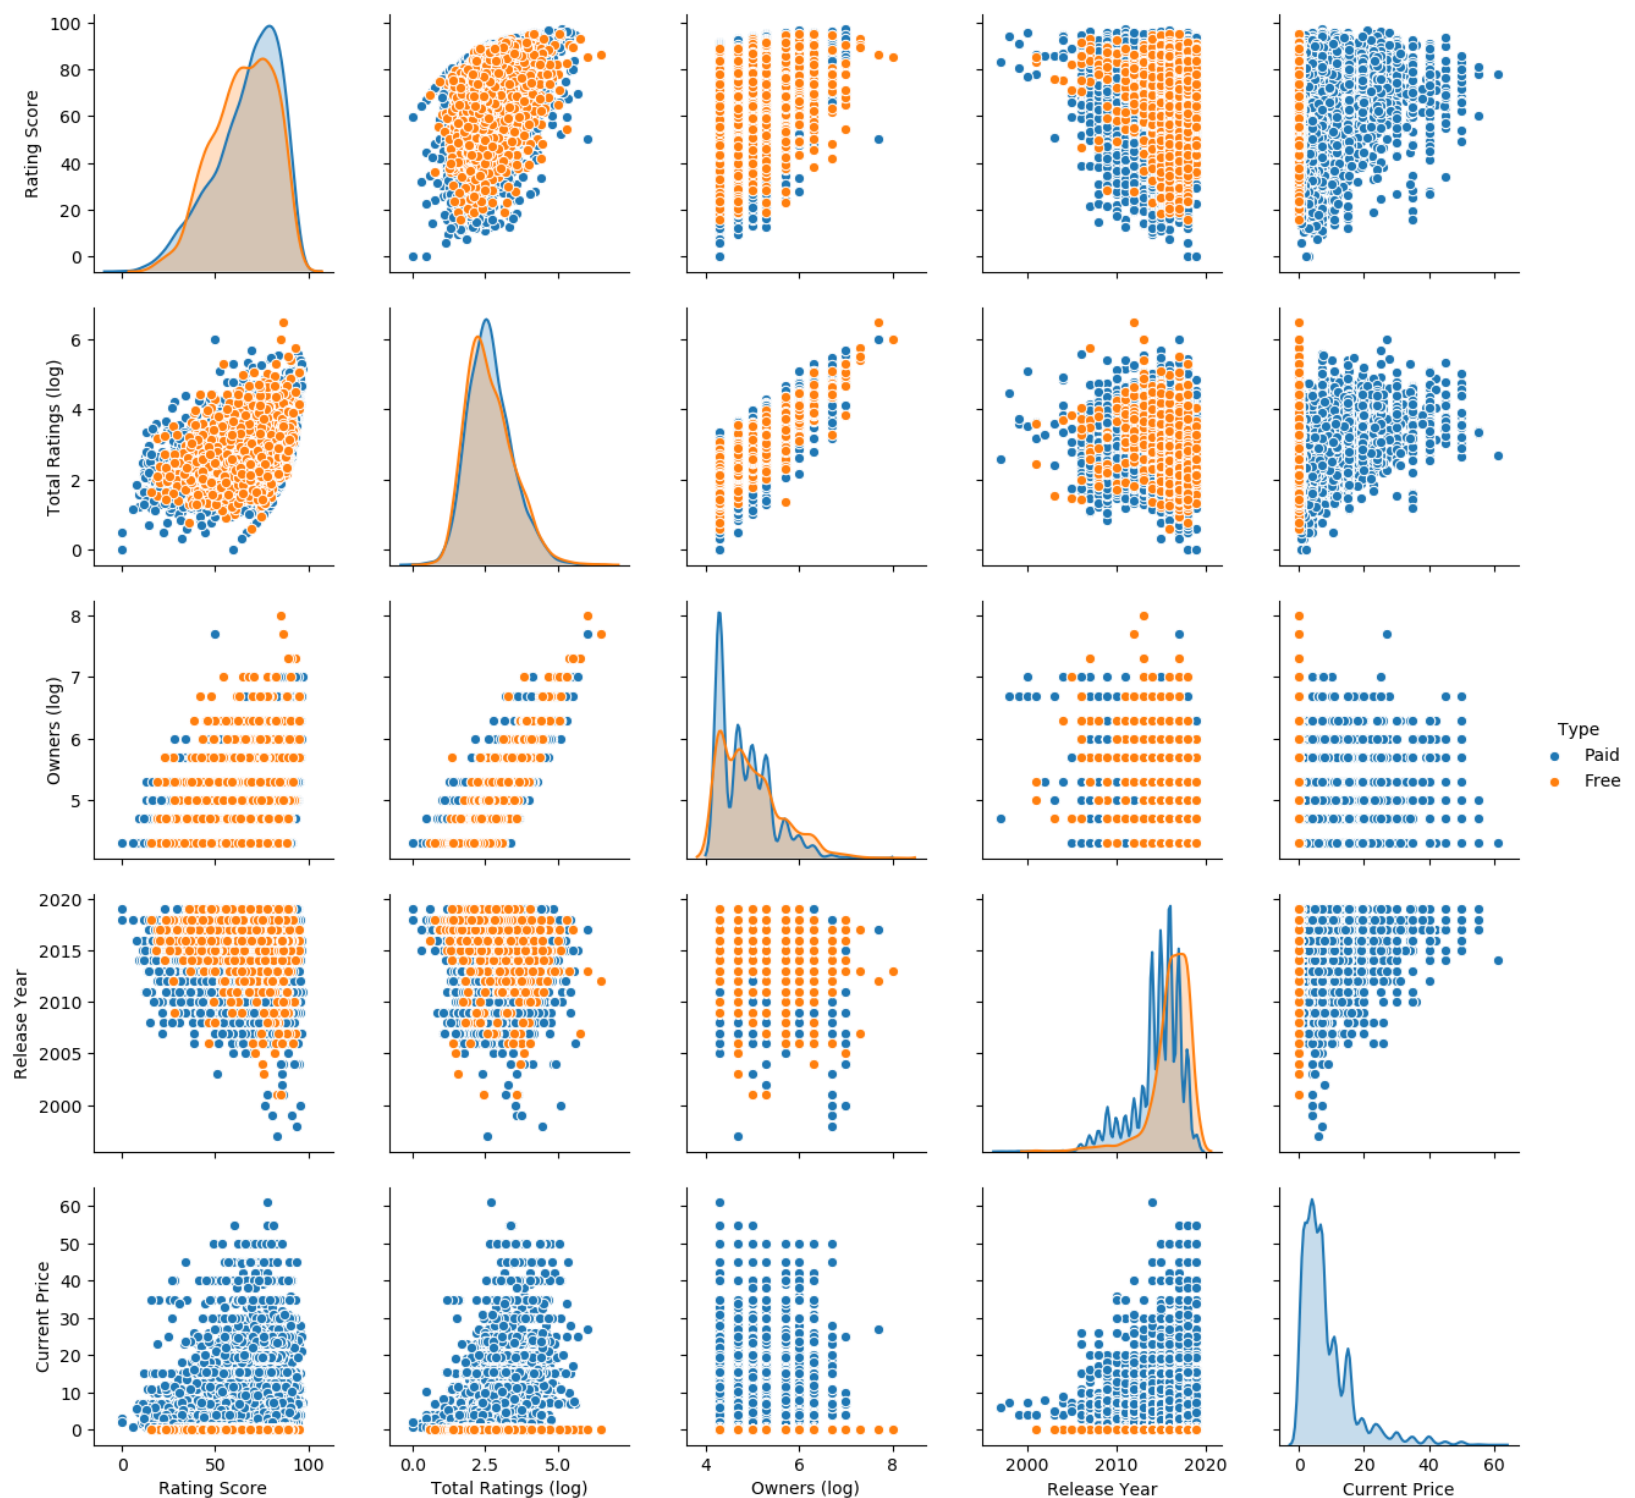 100
80
60
40
20
0
Rating Score
6
4
2
0
Total Ratings (log)
8
7
6
5
Owners (log)
Type
Paid
Free
2020
2015
2010
2005
2000
Release Year
60
50
40
30
20
10
0
Current Price
0 50 100
0.0 2.5 5.0
4 6 8
2000 2010 2020
0 20 40 60
Rating Score
Total Ratings (log)
Owners (log)
Release Year
Current Price